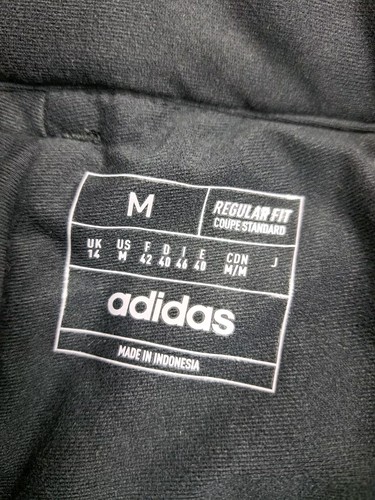 M
REGULAR FIT
COUPE STANDARD
UK US F D I E CDN J
14 M 42 40 46 40 M/M
adidas
MADE IN INDONESIA